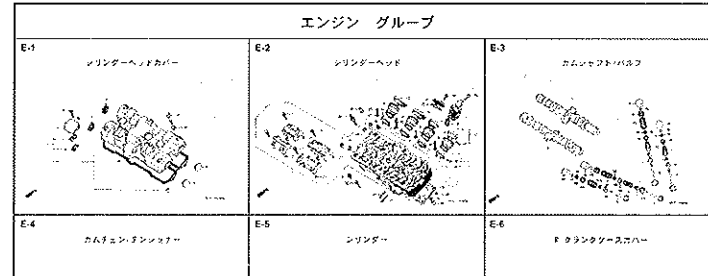 エンジン グループ
E-1
シリンダーヘッドカバー
E-2
シリンダーヘッド
E-3
カムシャフト・バルブ
E-4
カムチェン・テンショナー
E-5
シリンダー
E-6
R クランクケースカバー